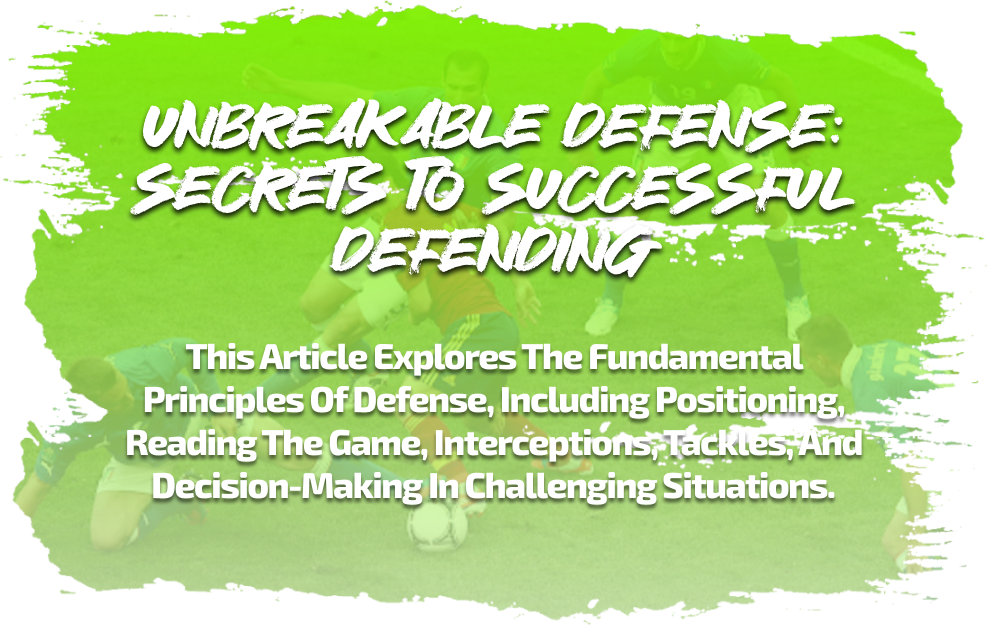 UNBREAKABLE DEFENSE:
SECRETS TO SUCCESSFUL
DEFENDING
This Article Explores The Fundamental
Principles Of Defense, Including Positioning,
Reading The Game, Interceptions, Tackles, And
Decision-Making In Challenging Situations.